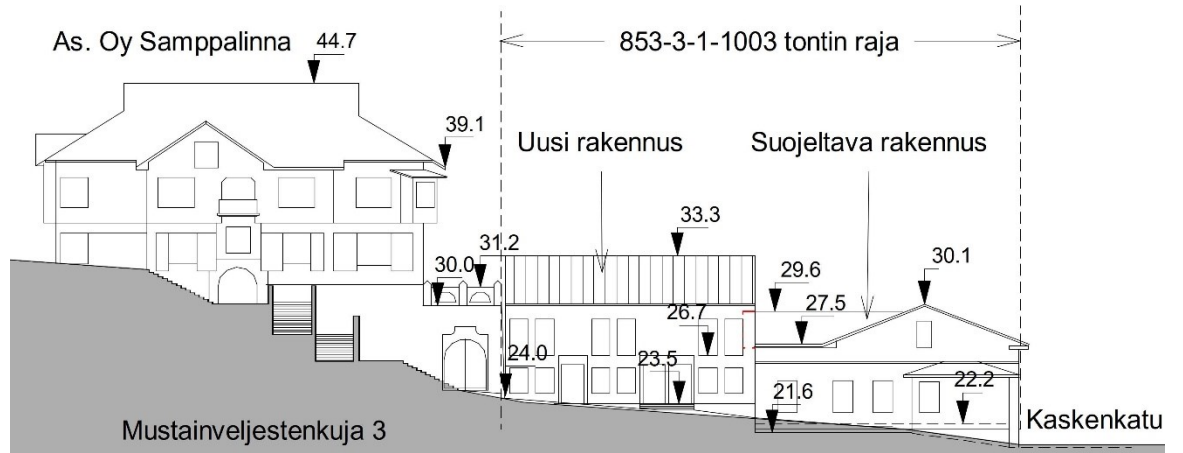 As. Oy Samppalinna
44.7
853-3-1-1003 tontin raja
39.1
Uusi rakennus
Suojeltava rakennus
33.3
31.2
30.0
29.6
30.1
27.5
26.7
24.0
23.5
21.6
22.2
Kaskenkatu
Mustainveljestenkuja 3